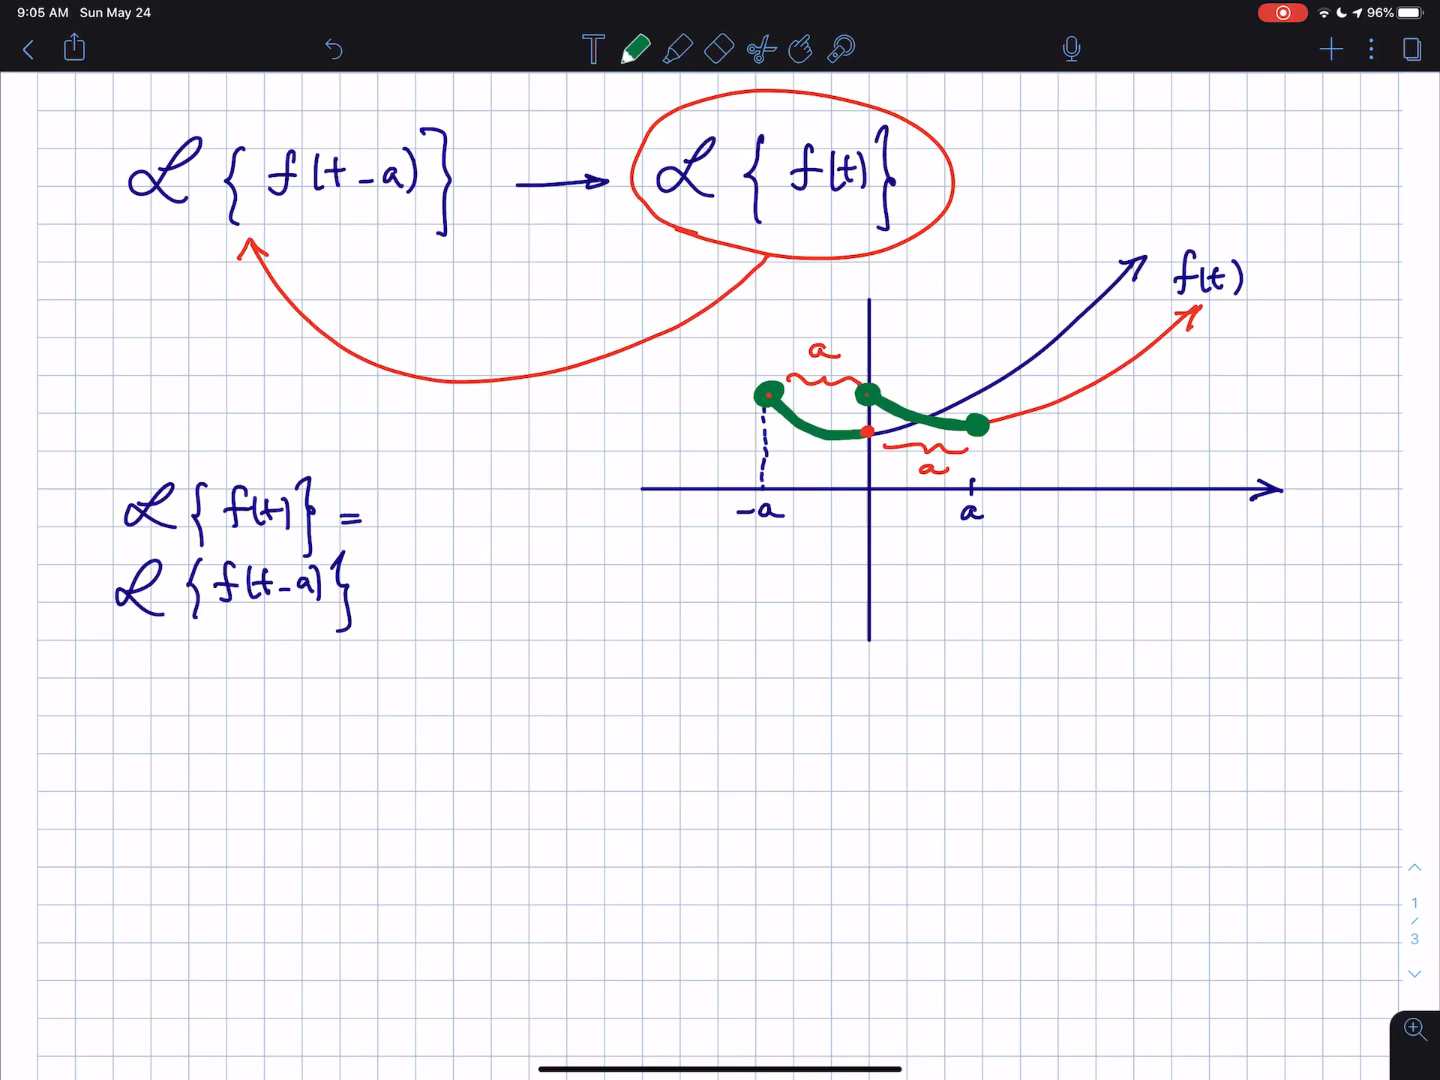 9:05 AM Sun May 24
96%
T
ℒ { f(t-a) } → ℒ { f(t) }
f(t)
a
a
-a
a
ℒ { f(t) } =
ℒ { f(t-a) }
1
/
3